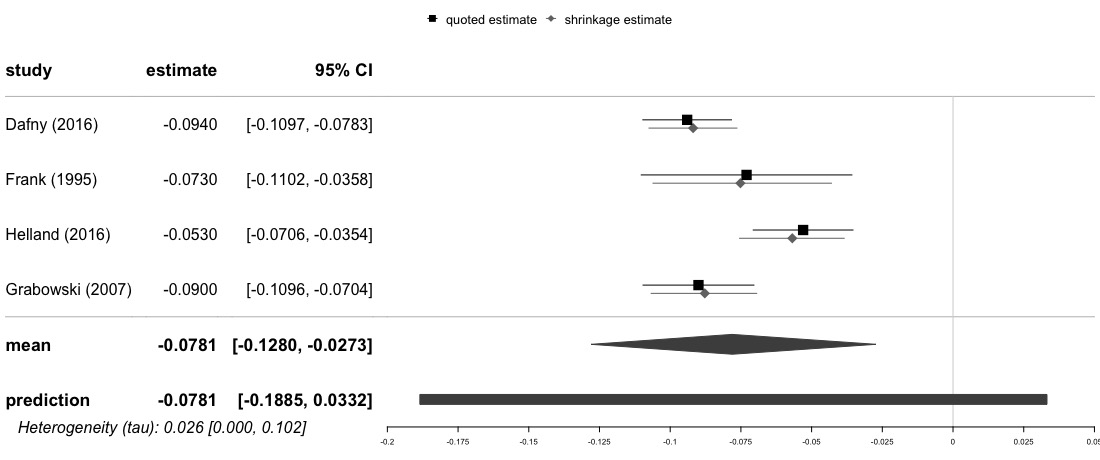 quoted estimate shrinkage estimate
study estimate 95% CI
Dafny (2016) -0.0940 [-0.1097, -0.0783]
Frank (1995) -0.0730 [-0.1102, -0.0358]
Helland (2016) -0.0530 [-0.0706, -0.0354]
Grabowski (2007) -0.0900 [-0.1096, -0.0704]
mean -0.0781 [-0.1280, -0.0273]
prediction -0.0781 [-0.1885, 0.0332]
Heterogeneity (tau): 0.026 [0.000, 0.102]
-0.2 -0.175 -0.15 -0.125 -0.1 -0.075 -0.05 -0.025 0 0.025 0.05